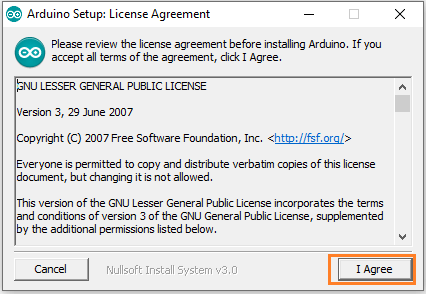 Arduino Setup: License Agreement
Please review the license agreement before installing Arduino. If you
accept all terms of the agreement, click I Agree.
GNU LESSER GENERAL PUBLIC LICENSE
Version 3, 29 June 2007
Copyright (C) 2007 Free Software Foundation, Inc. <http://fsf.org/>
Everyone is permitted to copy and distribute verbatim copies of this license
document, but changing it is not allowed.
This version of the GNU Lesser General Public License incorporates the terms
and conditions of version 3 of the GNU General Public License, supplemented
by the additional permissions listed below.
Cancel
Nullsoft Install System v3.0
I Agree